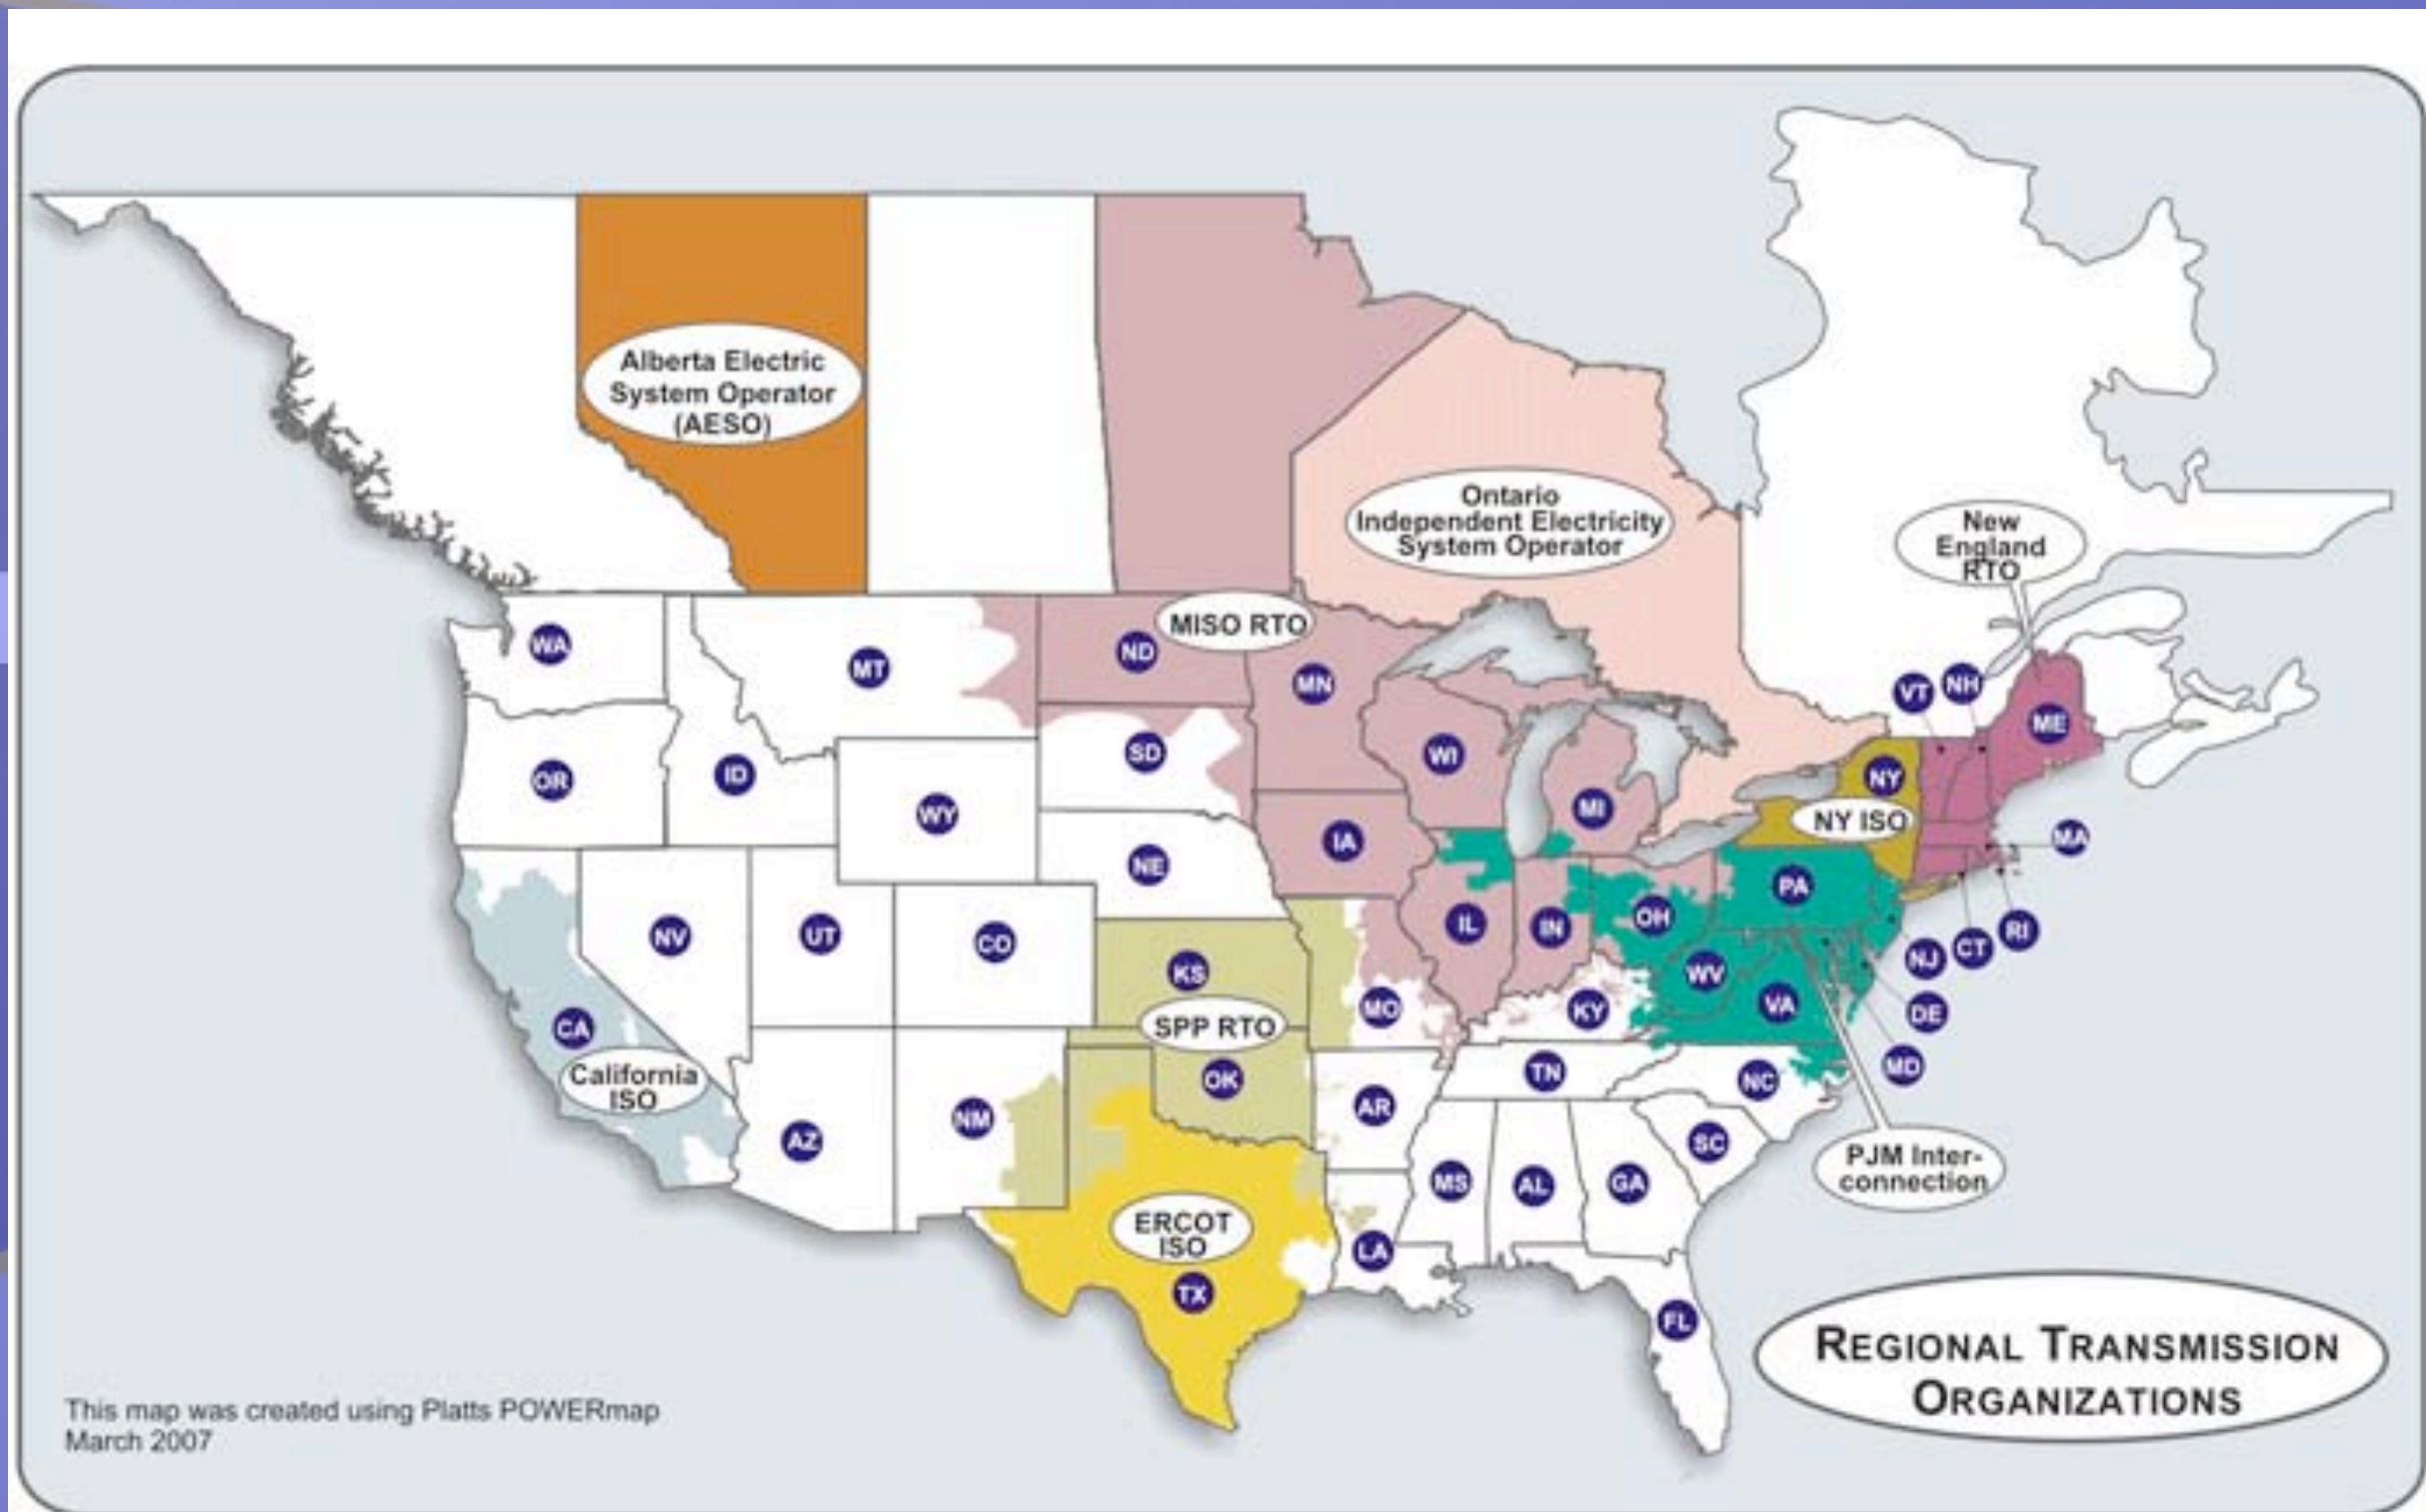 Alberta Electric
System Operator
(AESO)
Ontario
Independent Electricity
System Operator
New
England
RTO
MISO RTO
WA
MT
ND
MN
VT
NH
ME
OR
ID
SD
WI
NY
WY
MI
NY ISO
IA
MA
NE
PA
NV
UT
CO
IL
IN
OH
RI
CT
NJ
KS
WV
CA
MO
KY
VA
DE
SPP RTO
California
ISO
OK
TN
NC
MD
NM
AZ
AR
SC
PJM Inter-
connection
MS
AL
GA
ERCOT
ISO
LA
TX
FL
REGIONAL TRANSMISSION
ORGANIZATIONS
This map was created using Platts POWERmap
March 2007